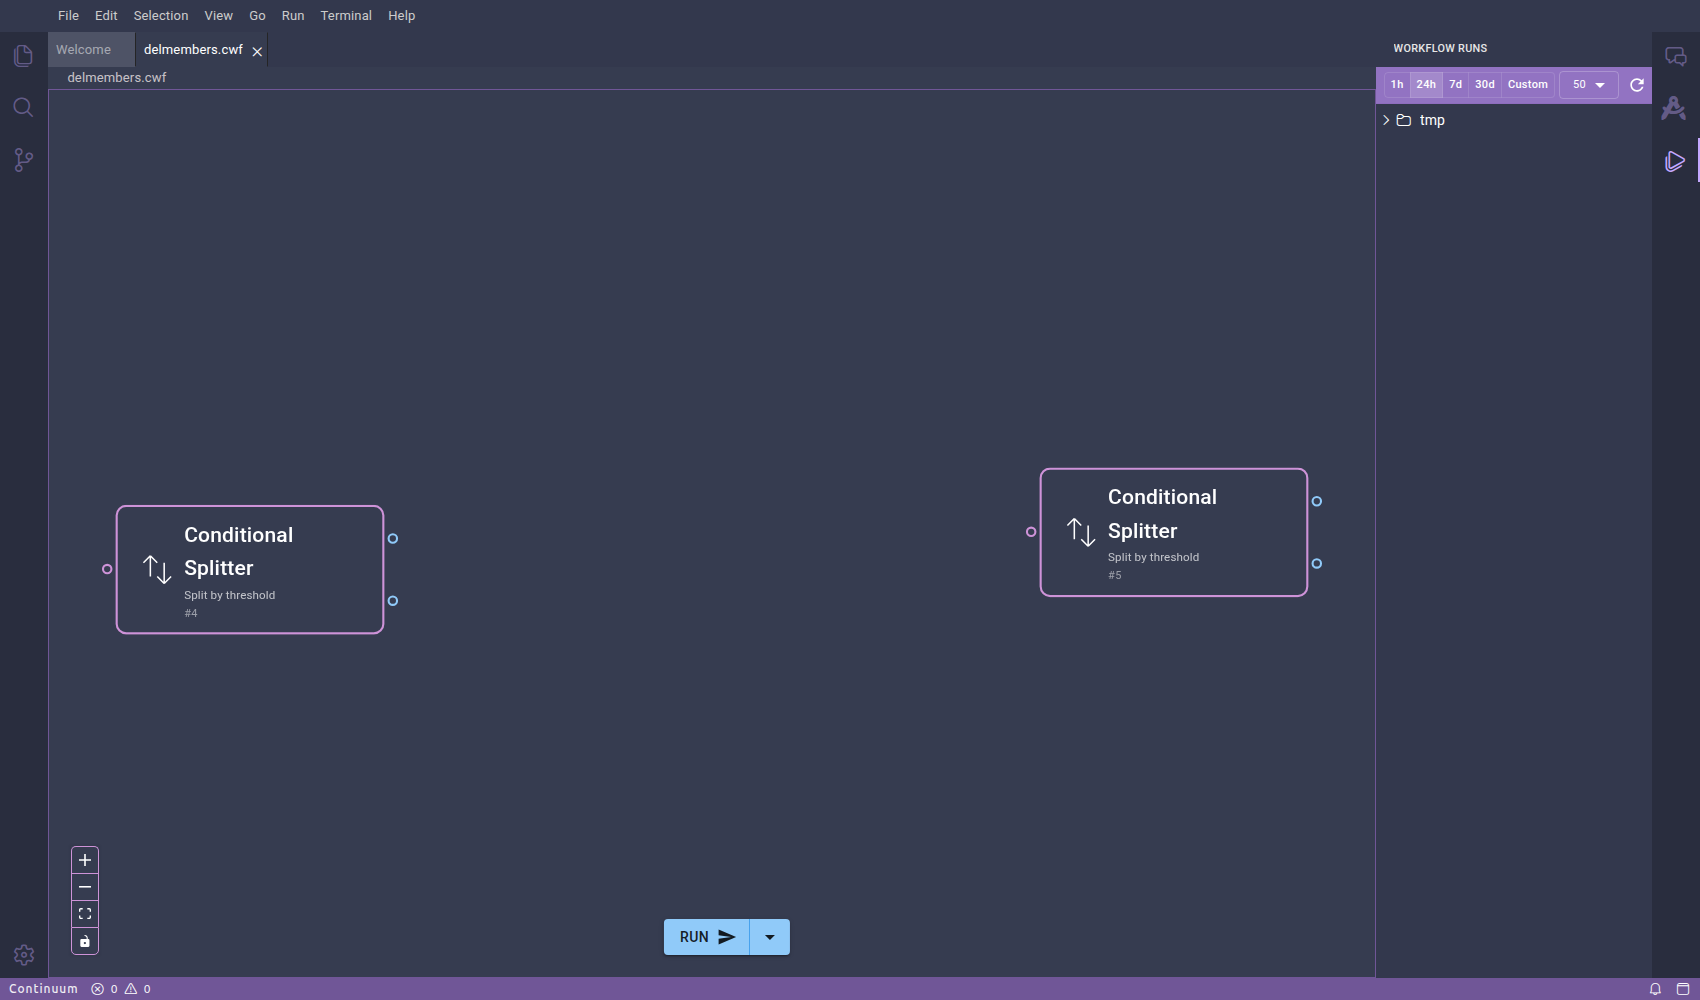 File Edit Selection View Go Run Terminal Help
Welcome delmembers.cwf
delmembers.cwf
WORKFLOW RUNS
1h 24h 7d 30d Custom 50
tmp
Conditional
Splitter
Split by threshold
#4
Conditional
Splitter
Split by threshold
#5
RUN
Continuum 0 0